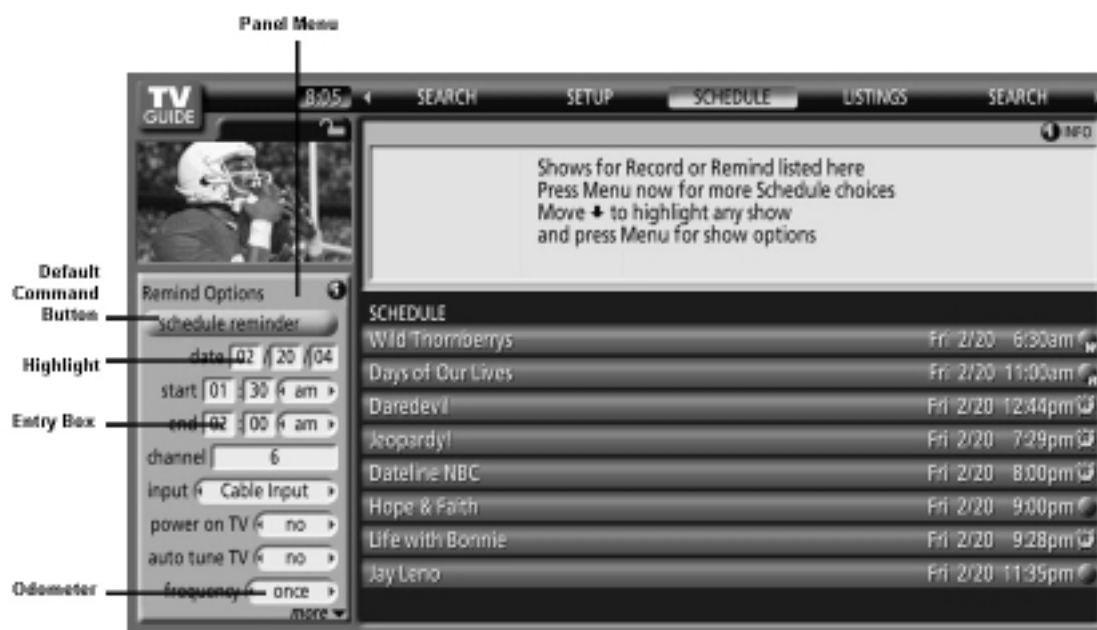 Panel Menu
TV
GUIDE
8:05
SEARCH SETUP SCHEDULE LISTINGS SEARCH
INFO
Shows for Record or Remind listed here
Press Menu now for more Schedule choices
Move to highlight any show
and press Menu for show options
Default
Command
Button
Remind Options
schedule reminder
Highlight
date 02 / 20 / 04
start 01 : 30 am
Entry Box
end 02 : 00 am
channel 6
input Cable Input
power on TV no
auto tune TV no
Odometer
frequency once
more
SCHEDULE
Wild Thornberrys Fri 2/20 6:30am
Days of Our Lives Fri 2/20 11:00am
Daredevil Fri 2/20 12:44pm
Jeopardy! Fri 2/20 7:29pm
Dateline NBC Fri 2/20 8:00pm
Hope & Faith Fri 2/20 9:00pm
Life with Bonnie Fri 2/20 9:28pm
Jay Leno Fri 2/20 11:35pm